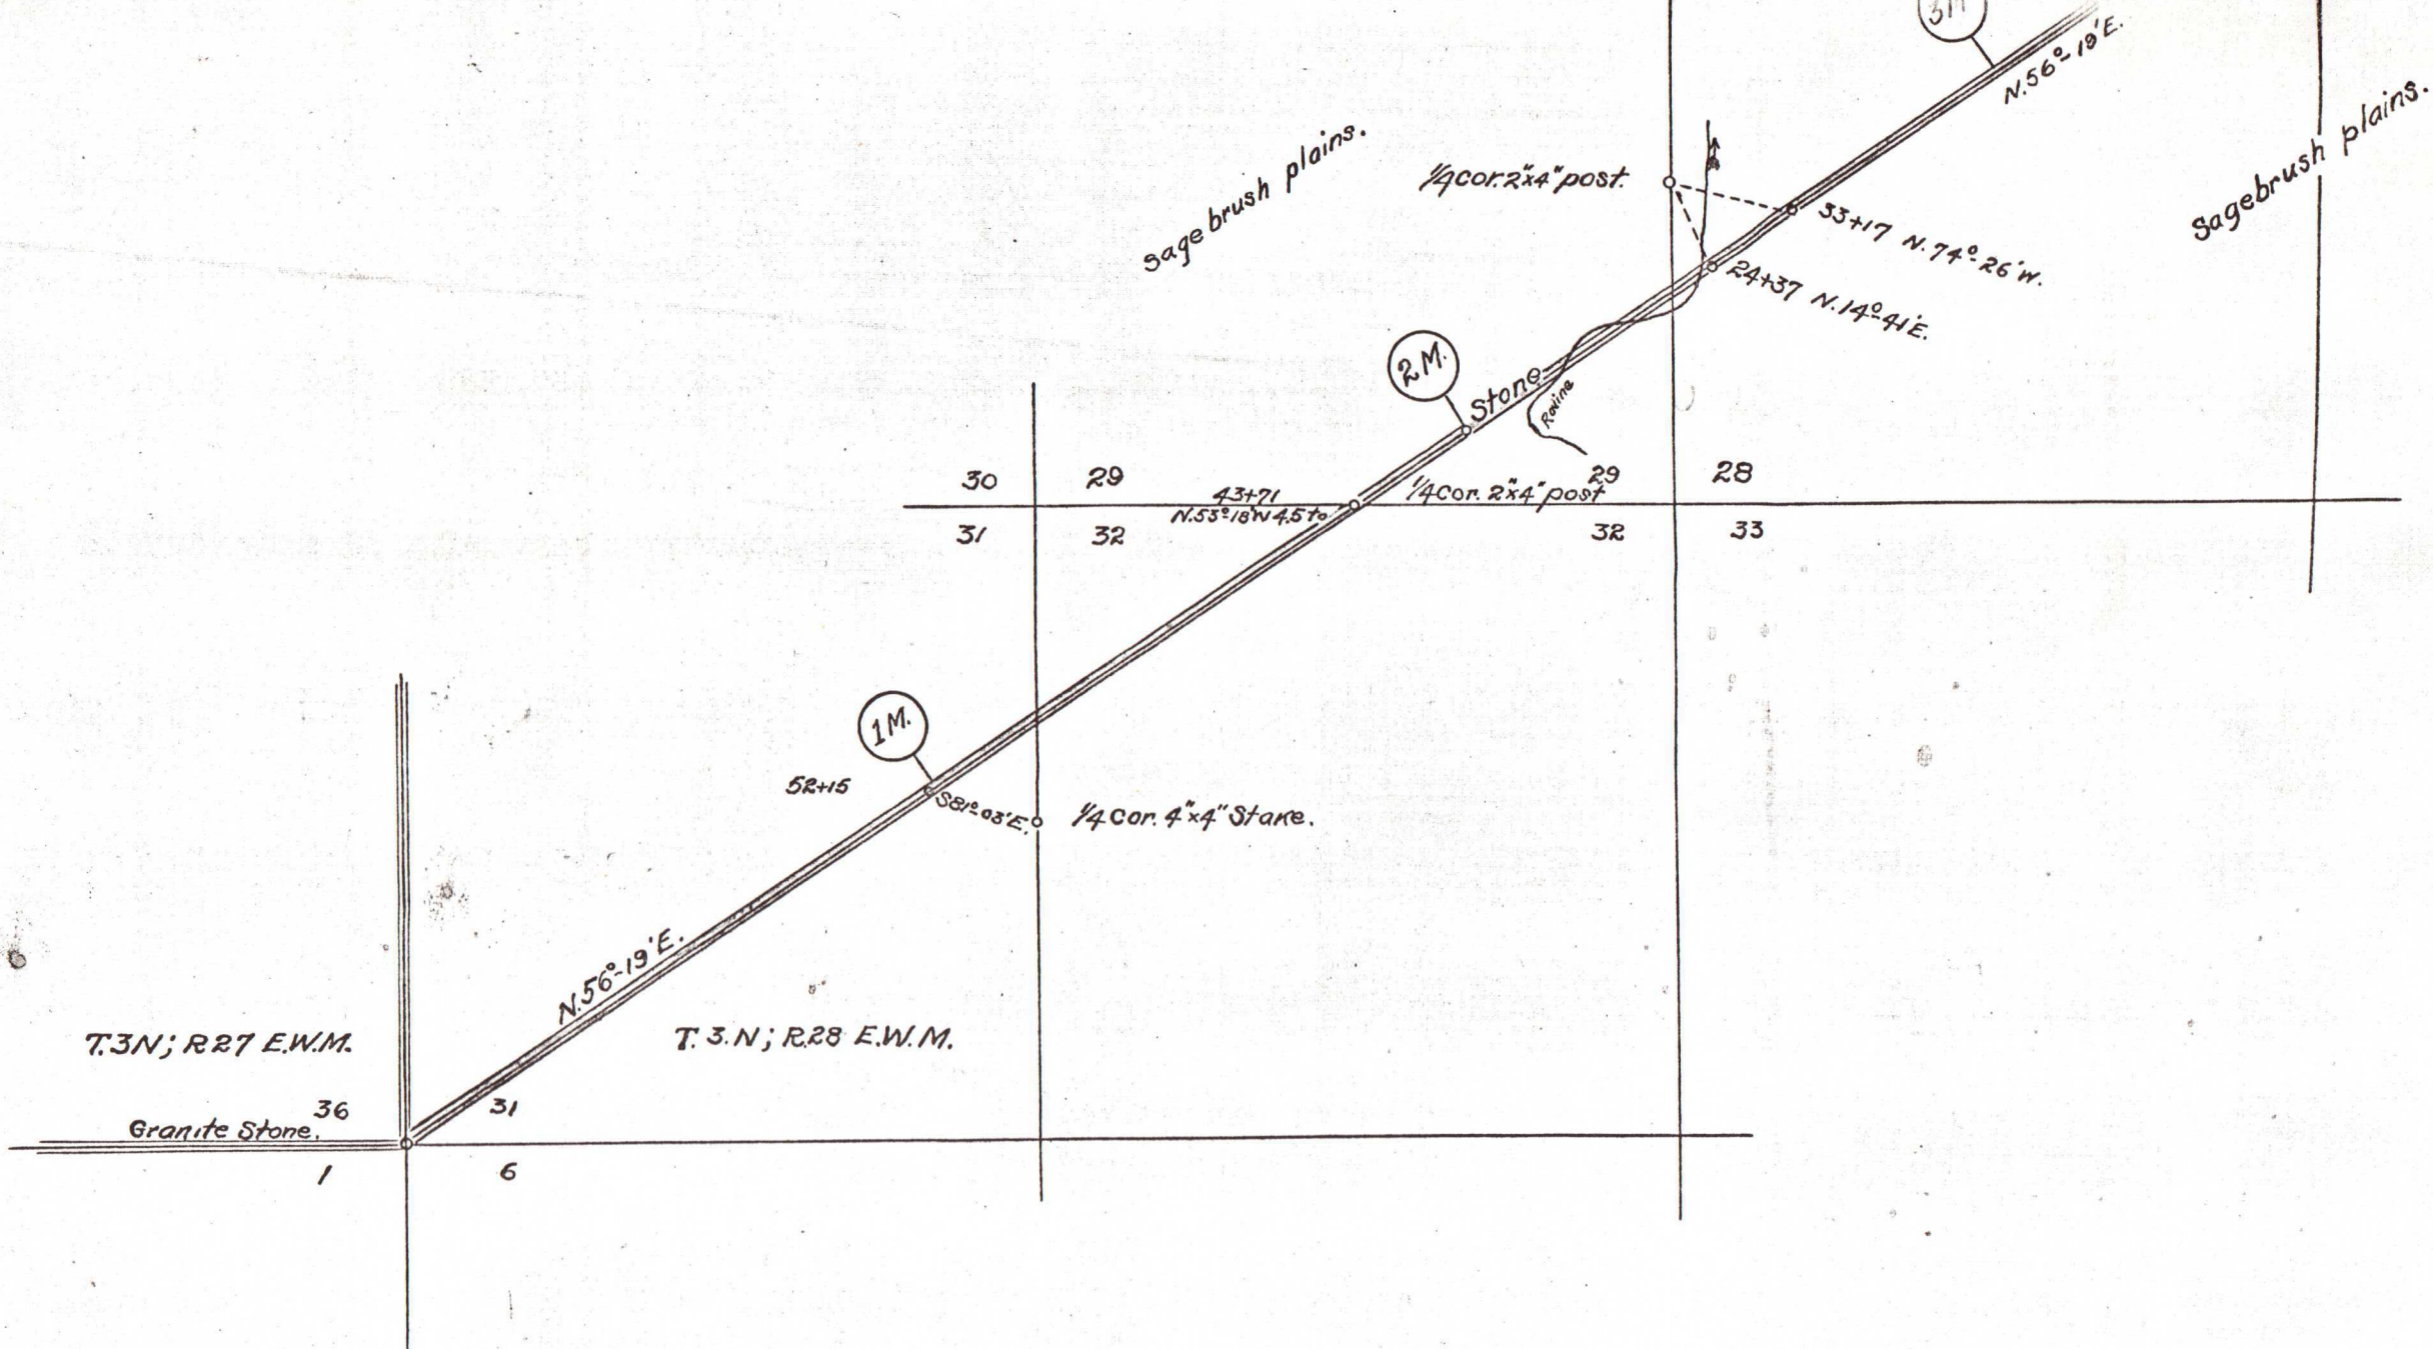 3M
N.56°-19'E.
Sagebrush plains.
Sagebrush plains.
1/4 cor. 2"x4" post.
33+17 N.74°-26'W.
24+37 N.14°-41'E.
2 M.
Stone
Ravine
30
29
29
28
43+71
N.53°-18'W 4.5 to
1/4 Cor. 2"x4" post
31
32
32
33
1 M.
52+15
S81°-03'E.
1/4 Cor. 4"x4" Stake.
N.56°-19'E.
T.3N; R27 E.W.M.
T. 3.N; R.28 E.W.M.
36
31
Granite Stone.
1
6